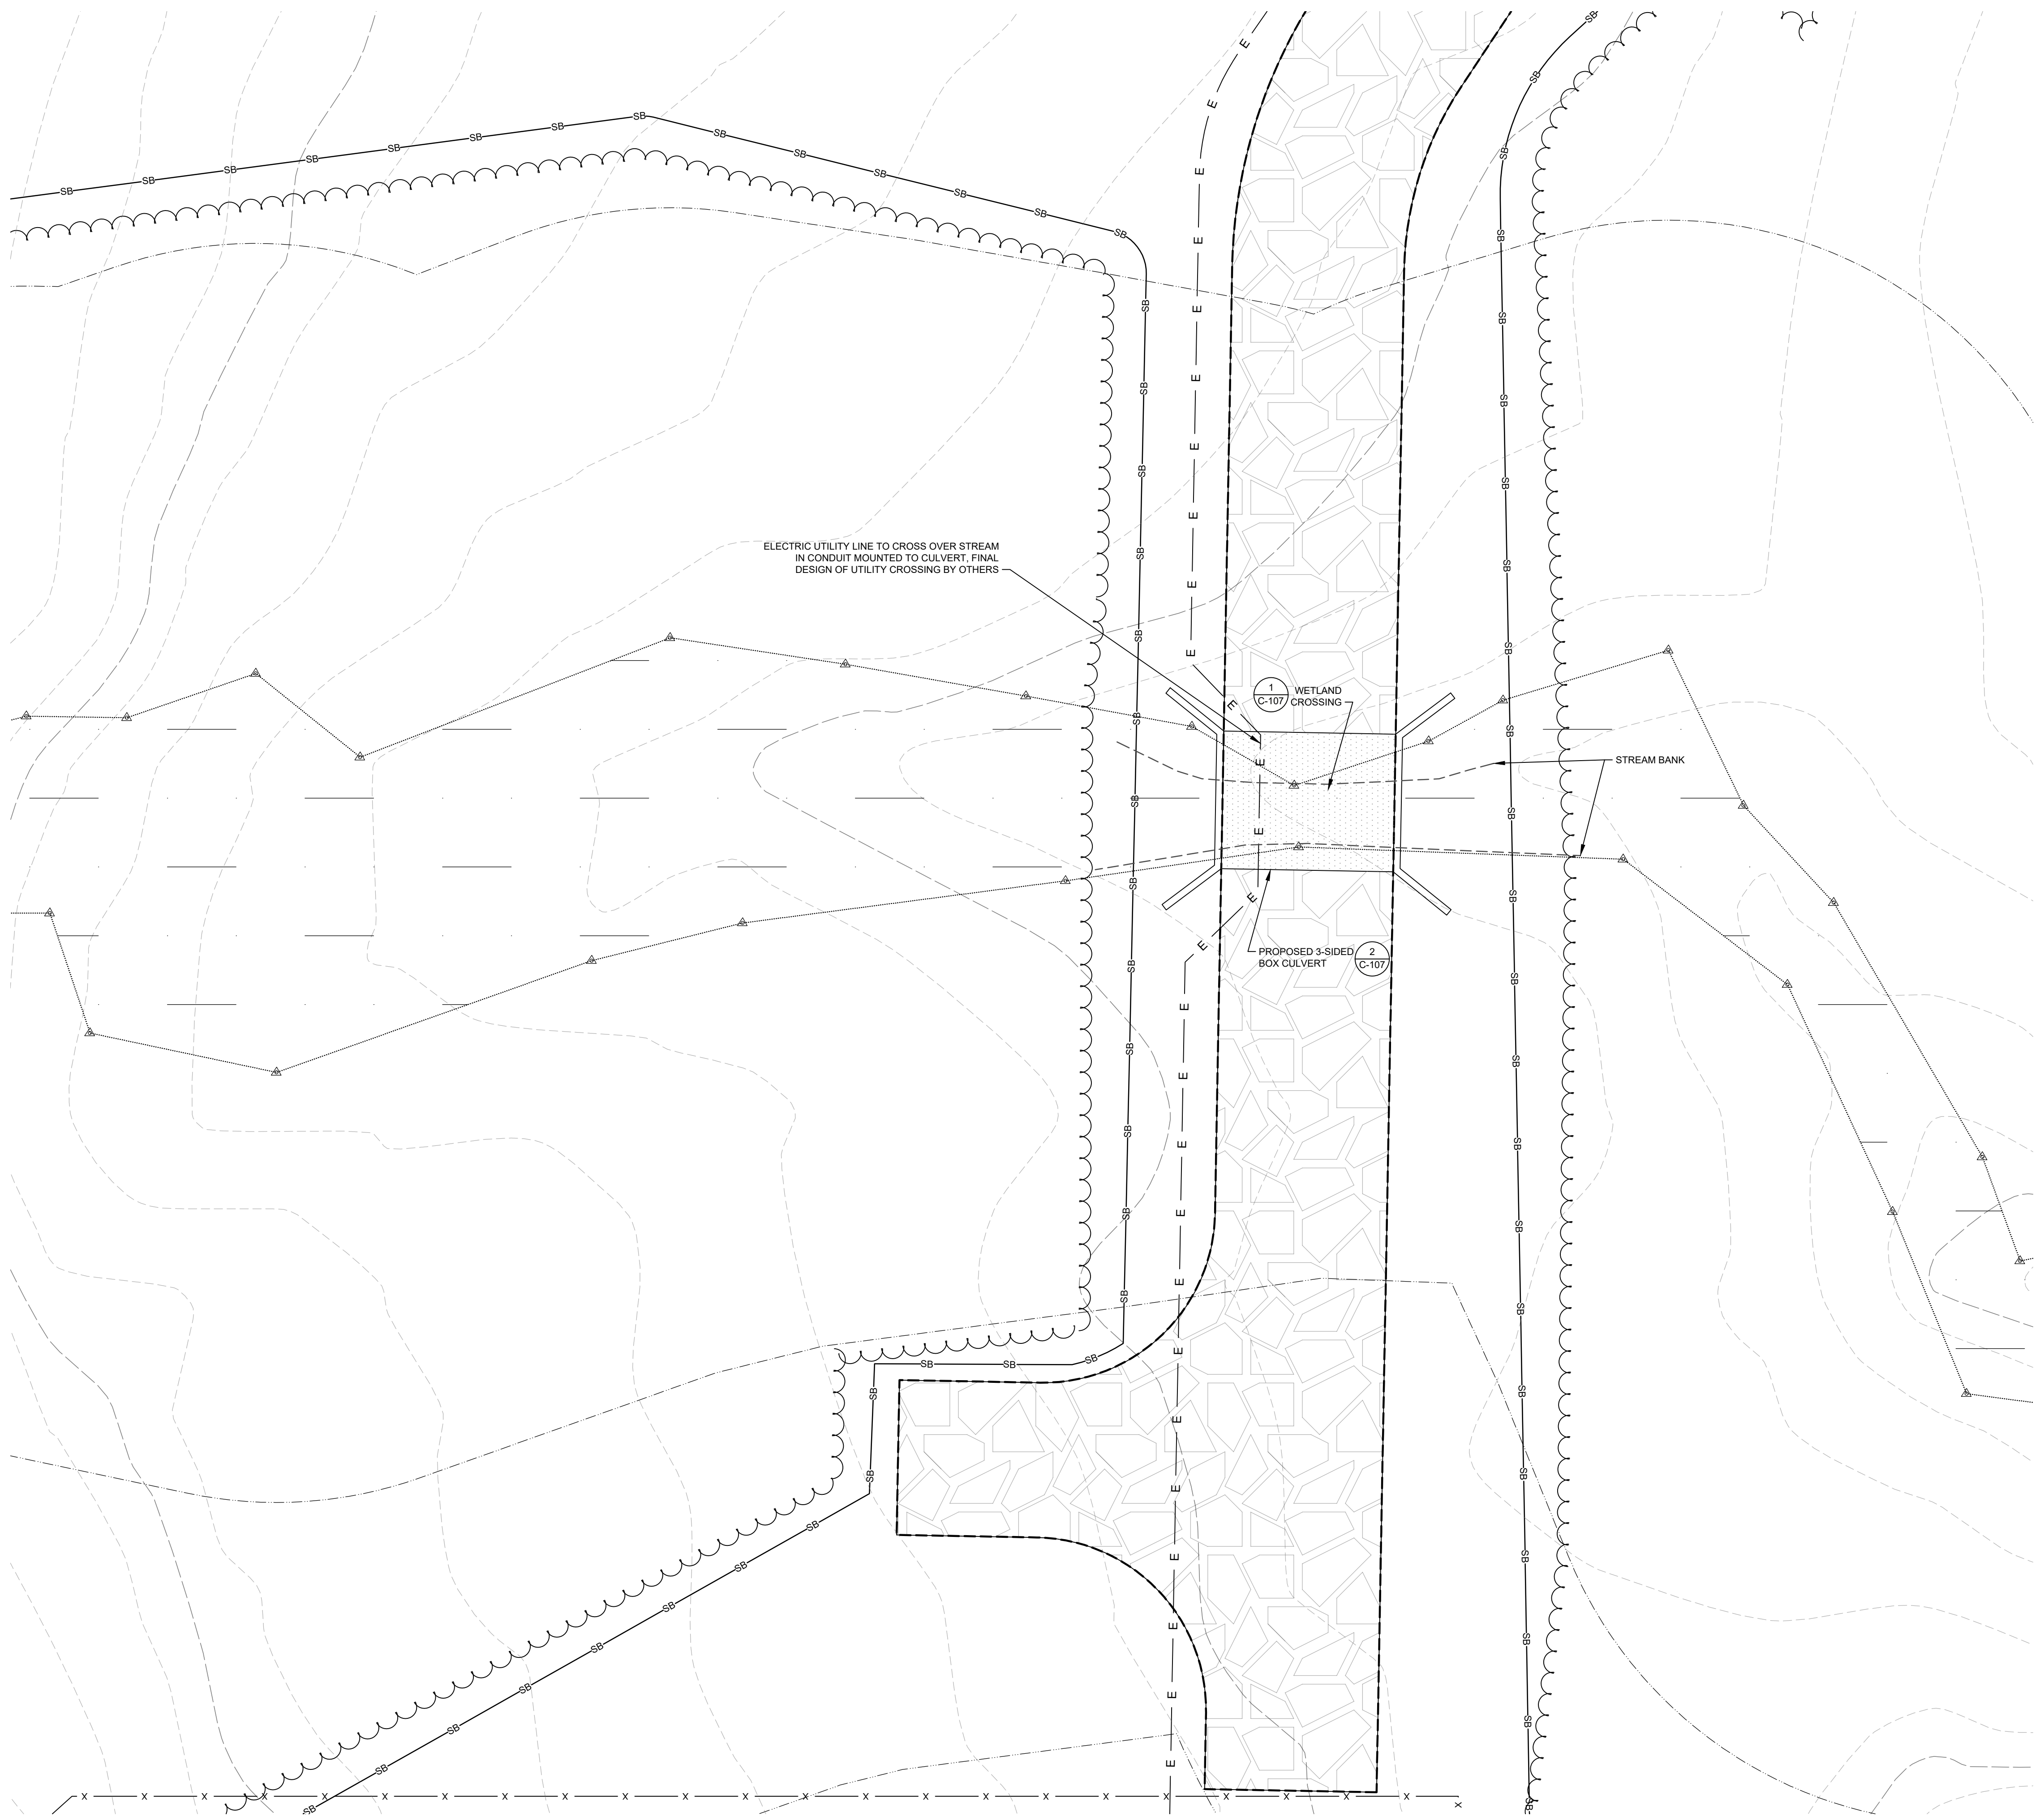 ELECTRIC UTILITY LINE TO CROSS OVER STREAM
IN CONDUIT MOUNTED TO CULVERT, FINAL
DESIGN OF UTILITY CROSSING BY OTHERS
1
C-107
WETLAND
CROSSING
STREAM BANK
PROPOSED 3-SIDED
BOX CULVERT
2
C-107
SB
E
X